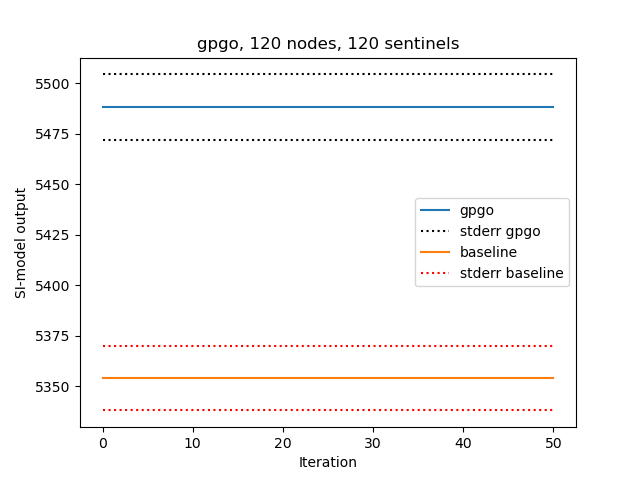 gpgo, 120 nodes, 120 sentinels
5500
5475
5450
5425
5400
5375
5350
SI-model output
gpgo
stderr gpgo
baseline
stderr baseline
0 10 20 30 40 50
Iteration